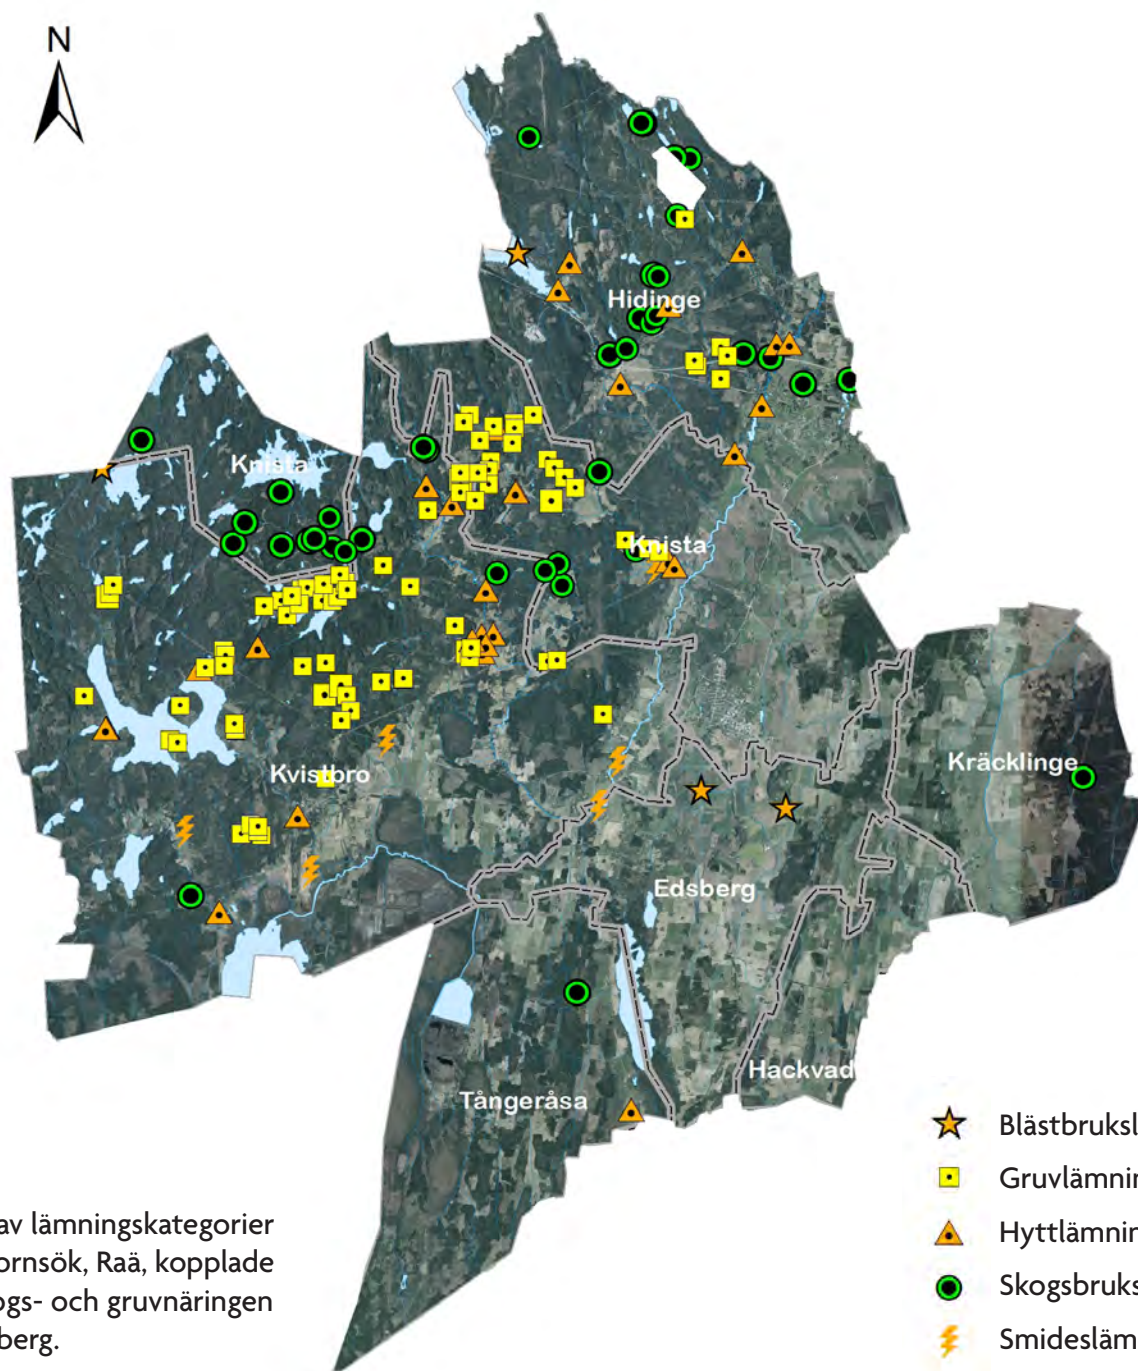 N
Hidinge
Knista
Knista
Kräcklinge
Kvistbro
Edsberg
Hackvad
Tångeråsa
Blästbruksl
Gruvlämnin
Hyttlämnin
Skogsbruks
Smidesläm
av lämningskategorier
ornsök, Raä, kopplade
ogs- och gruvnäringen
berg.